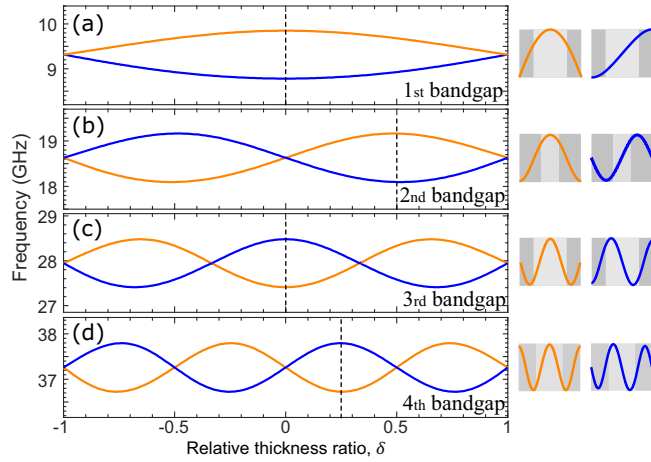 (a)
10
9
1st bandgap
(b)
19
18
2nd bandgap
Frequency (GHz)
(c)
29
28
27
3rd bandgap
(d)
38
37
4th bandgap
-1
-0.5
0
0.5
1
Relative thickness ratio, δ